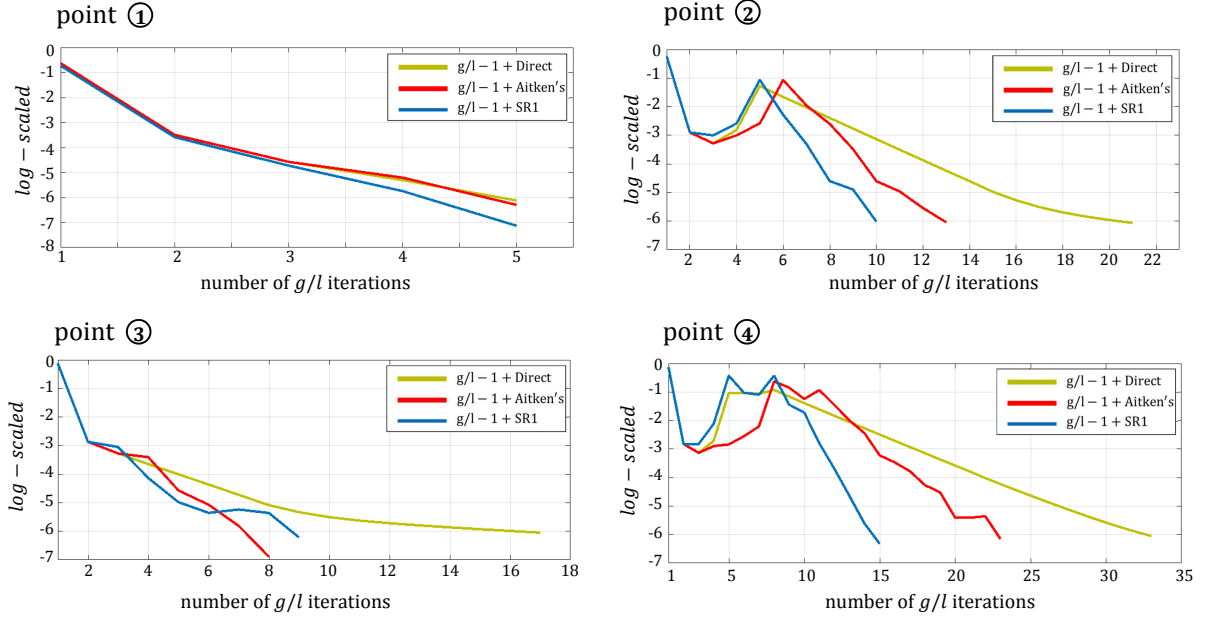 point ①
0
-1
-2
-3
-4
-5
-6
-7
-8
log − scaled
g/l − 1 + Direct
g/l − 1 + Aitken's
g/l − 1 + SR1
1 2 3 4 5
number of g/l iterations
point ②
0
-1
-2
-3
-4
-5
-6
-7
log − scaled
g/l − 1 + Direct
g/l − 1 + Aitken's
g/l − 1 + SR1
2 4 6 8 10 12 14 16 18 20 22
number of g/l iterations
point ③
0
-1
-2
-3
-4
-5
-6
-7
log − scaled
g/l − 1 + Direct
g/l − 1 + Aitken's
g/l − 1 + SR1
2 4 6 8 10 12 14 16 18
number of g/l iterations
point ④
0
-1
-2
-3
-4
-5
-6
-7
log − scaled
g/l − 1 + Direct
g/l − 1 + Aitken's
g/l − 1 + SR1
1 5 10 15 20 25 30 35
number of g/l iterations